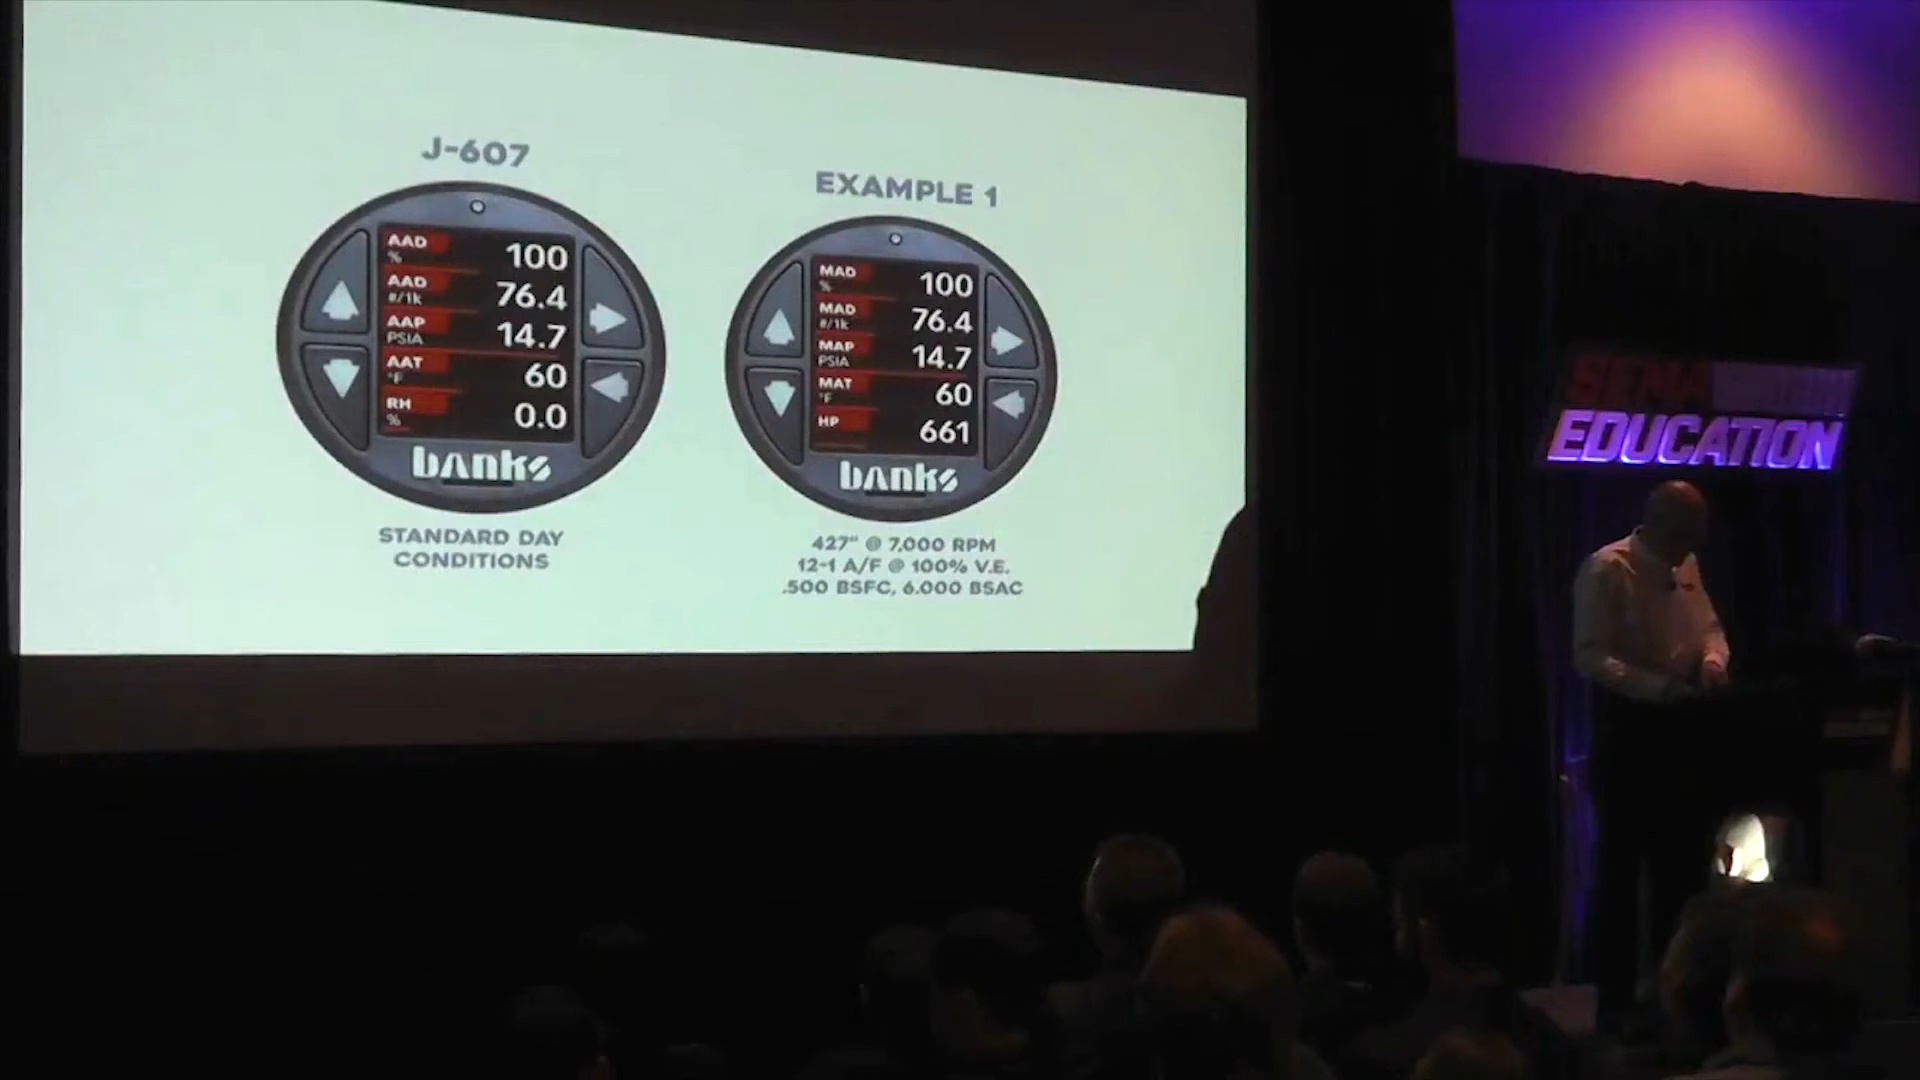 J-607
AAD
%
100
AAD
#/1k
76.4
AAP
PSIA
14.7
AAT
°F
60
RH
%
0.0
banks
STANDARD DAY
CONDITIONS
EXAMPLE 1
MAD
%
100
MAD
#/1k
76.4
MAP
PSIA
14.7
MAT
°F
60
HP
661
banks
427" @ 7,000 RPM
12-1 A/F @ 100% V.E.
.500 BSFC, 6.000 BSAC
SEMA
EDUCATION